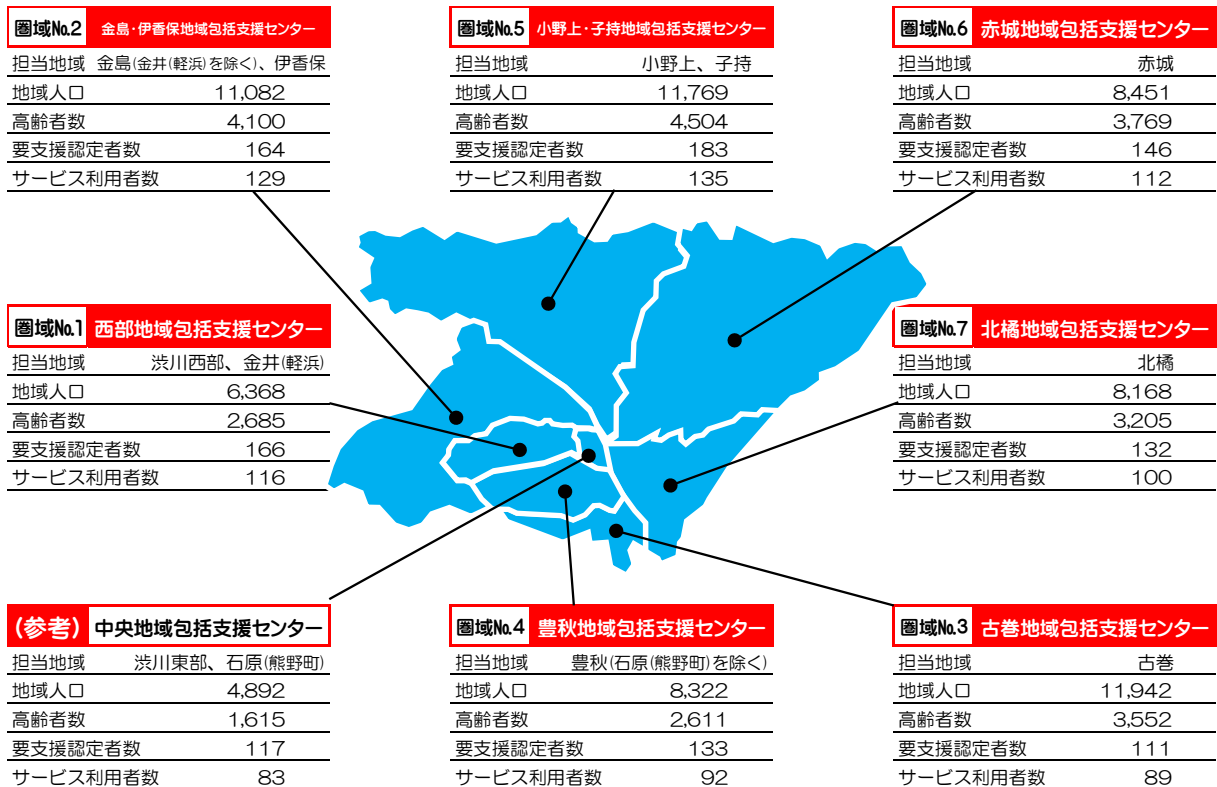 圏域No.2 金島・伊香保地域包括支援センター
担当地域 金島(金井(軽浜)を除く)、伊香保
地域人口 11,082
高齢者数 4,100
要支援認定者数 164
サービス利用者数 129
圏域No.5 小野上・子持地域包括支援センター
担当地域 小野上、子持
地域人口 11,769
高齢者数 4,504
要支援認定者数 183
サービス利用者数 135
圏域No.6 赤城地域包括支援センター
担当地域 赤城
地域人口 8,451
高齢者数 3,769
要支援認定者数 146
サービス利用者数 112
圏域No.1 西部地域包括支援センター
担当地域 渋川西部、金井(軽浜)
地域人口 6,368
高齢者数 2,685
要支援認定者数 166
サービス利用者数 116
圏域No.7 北橘地域包括支援センター
担当地域 北橘
地域人口 8,168
高齢者数 3,205
要支援認定者数 132
サービス利用者数 100
(参考) 中央地域包括支援センター
担当地域 渋川東部、石原(熊野町)
地域人口 4,892
高齢者数 1,615
要支援認定者数 117
サービス利用者数 83
圏域No.4 豊秋地域包括支援センター
担当地域 豊秋(石原(熊野町)を除く)
地域人口 8,322
高齢者数 2,611
要支援認定者数 133
サービス利用者数 92
圏域No.3 古巻地域包括支援センター
担当地域 古巻
地域人口 11,942
高齢者数 3,552
要支援認定者数 111
サービス利用者数 89